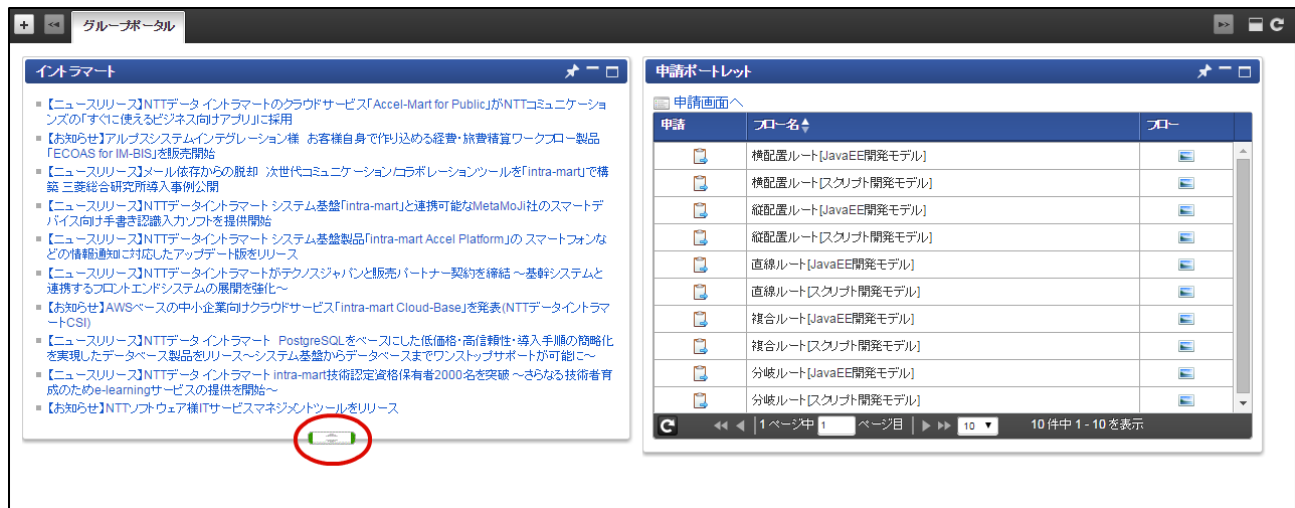 グループポータル
イントラマート
【ニュースリリース】NTTデータ イントラマートのクラウドサービス「Accel-Mart for Public」がNTTコミュニケーショ
ンズの「すぐに使えるビジネス向けアプリ」に採用
【お知らせ】アルプスシステムインテグレーション様 お客様自身で作り込める経費・旅費精算ワークフロー製品
「ECOAS for IM-BIS」を販売開始
【ニュースリリース】メール依存からの脱却 次世代コミュニケーション/コラボレーションツールを「intra-mart」で構
築 三菱総合研究所導入事例公開
【ニュースリリース】NTTデータイントラマート システム基盤「intra-mart」と連携可能なMetaMoJi社のスマートデ
バイス向け手書き認識入力ソフトを提供開始
【ニュースリリース】NTTデータイントラマート システム基盤製品「intra-mart Accel Platform」の スマートフォンな
どの情報通知に対応したアップデート版をリリース
【ニュースリリース】NTTデータイントラマートがテクノスジャパンと販売パートナー契約を締結 ～基幹システムと
連携するフロントエンドシステムの展開を強化～
【お知らせ】AWSベースの中小企業向けクラウドサービス「intra-mart Cloud-Base」を発表(NTTデータイントラマ
ートCSI)
【ニュースリリース】NTTデータ イントラマート PostgreSQLをベースにした低価格・高信頼性・導入手順の簡略化
を実現したデータベース製品をリリース～システム基盤からデータベースまでワンストップサポートが可能に～
【ニュースリリース】NTTデータ イントラマート intra-mart技術認定資格保有者2000名を突破 ～さらなる技術者育
成のためe-learningサービスの提供を開始～
【お知らせ】NTTソフトウェア様ITサービスマネジメントツールをリリース
申請ポートレット
申請画面へ
申請 フロー名 フロー
横配置ルート[JavaEE開発モデル]
横配置ルート[スクリプト開発モデル]
縦配置ルート[JavaEE開発モデル]
縦配置ルート[スクリプト開発モデル]
直線ルート[JavaEE開発モデル]
直線ルート[スクリプト開発モデル]
複合ルート[JavaEE開発モデル]
複合ルート[スクリプト開発モデル]
分岐ルート[JavaEE開発モデル]
分岐ルート[スクリプト開発モデル]
1 ページ中 1 ページ目 10 10 件中 1 - 10 を表示